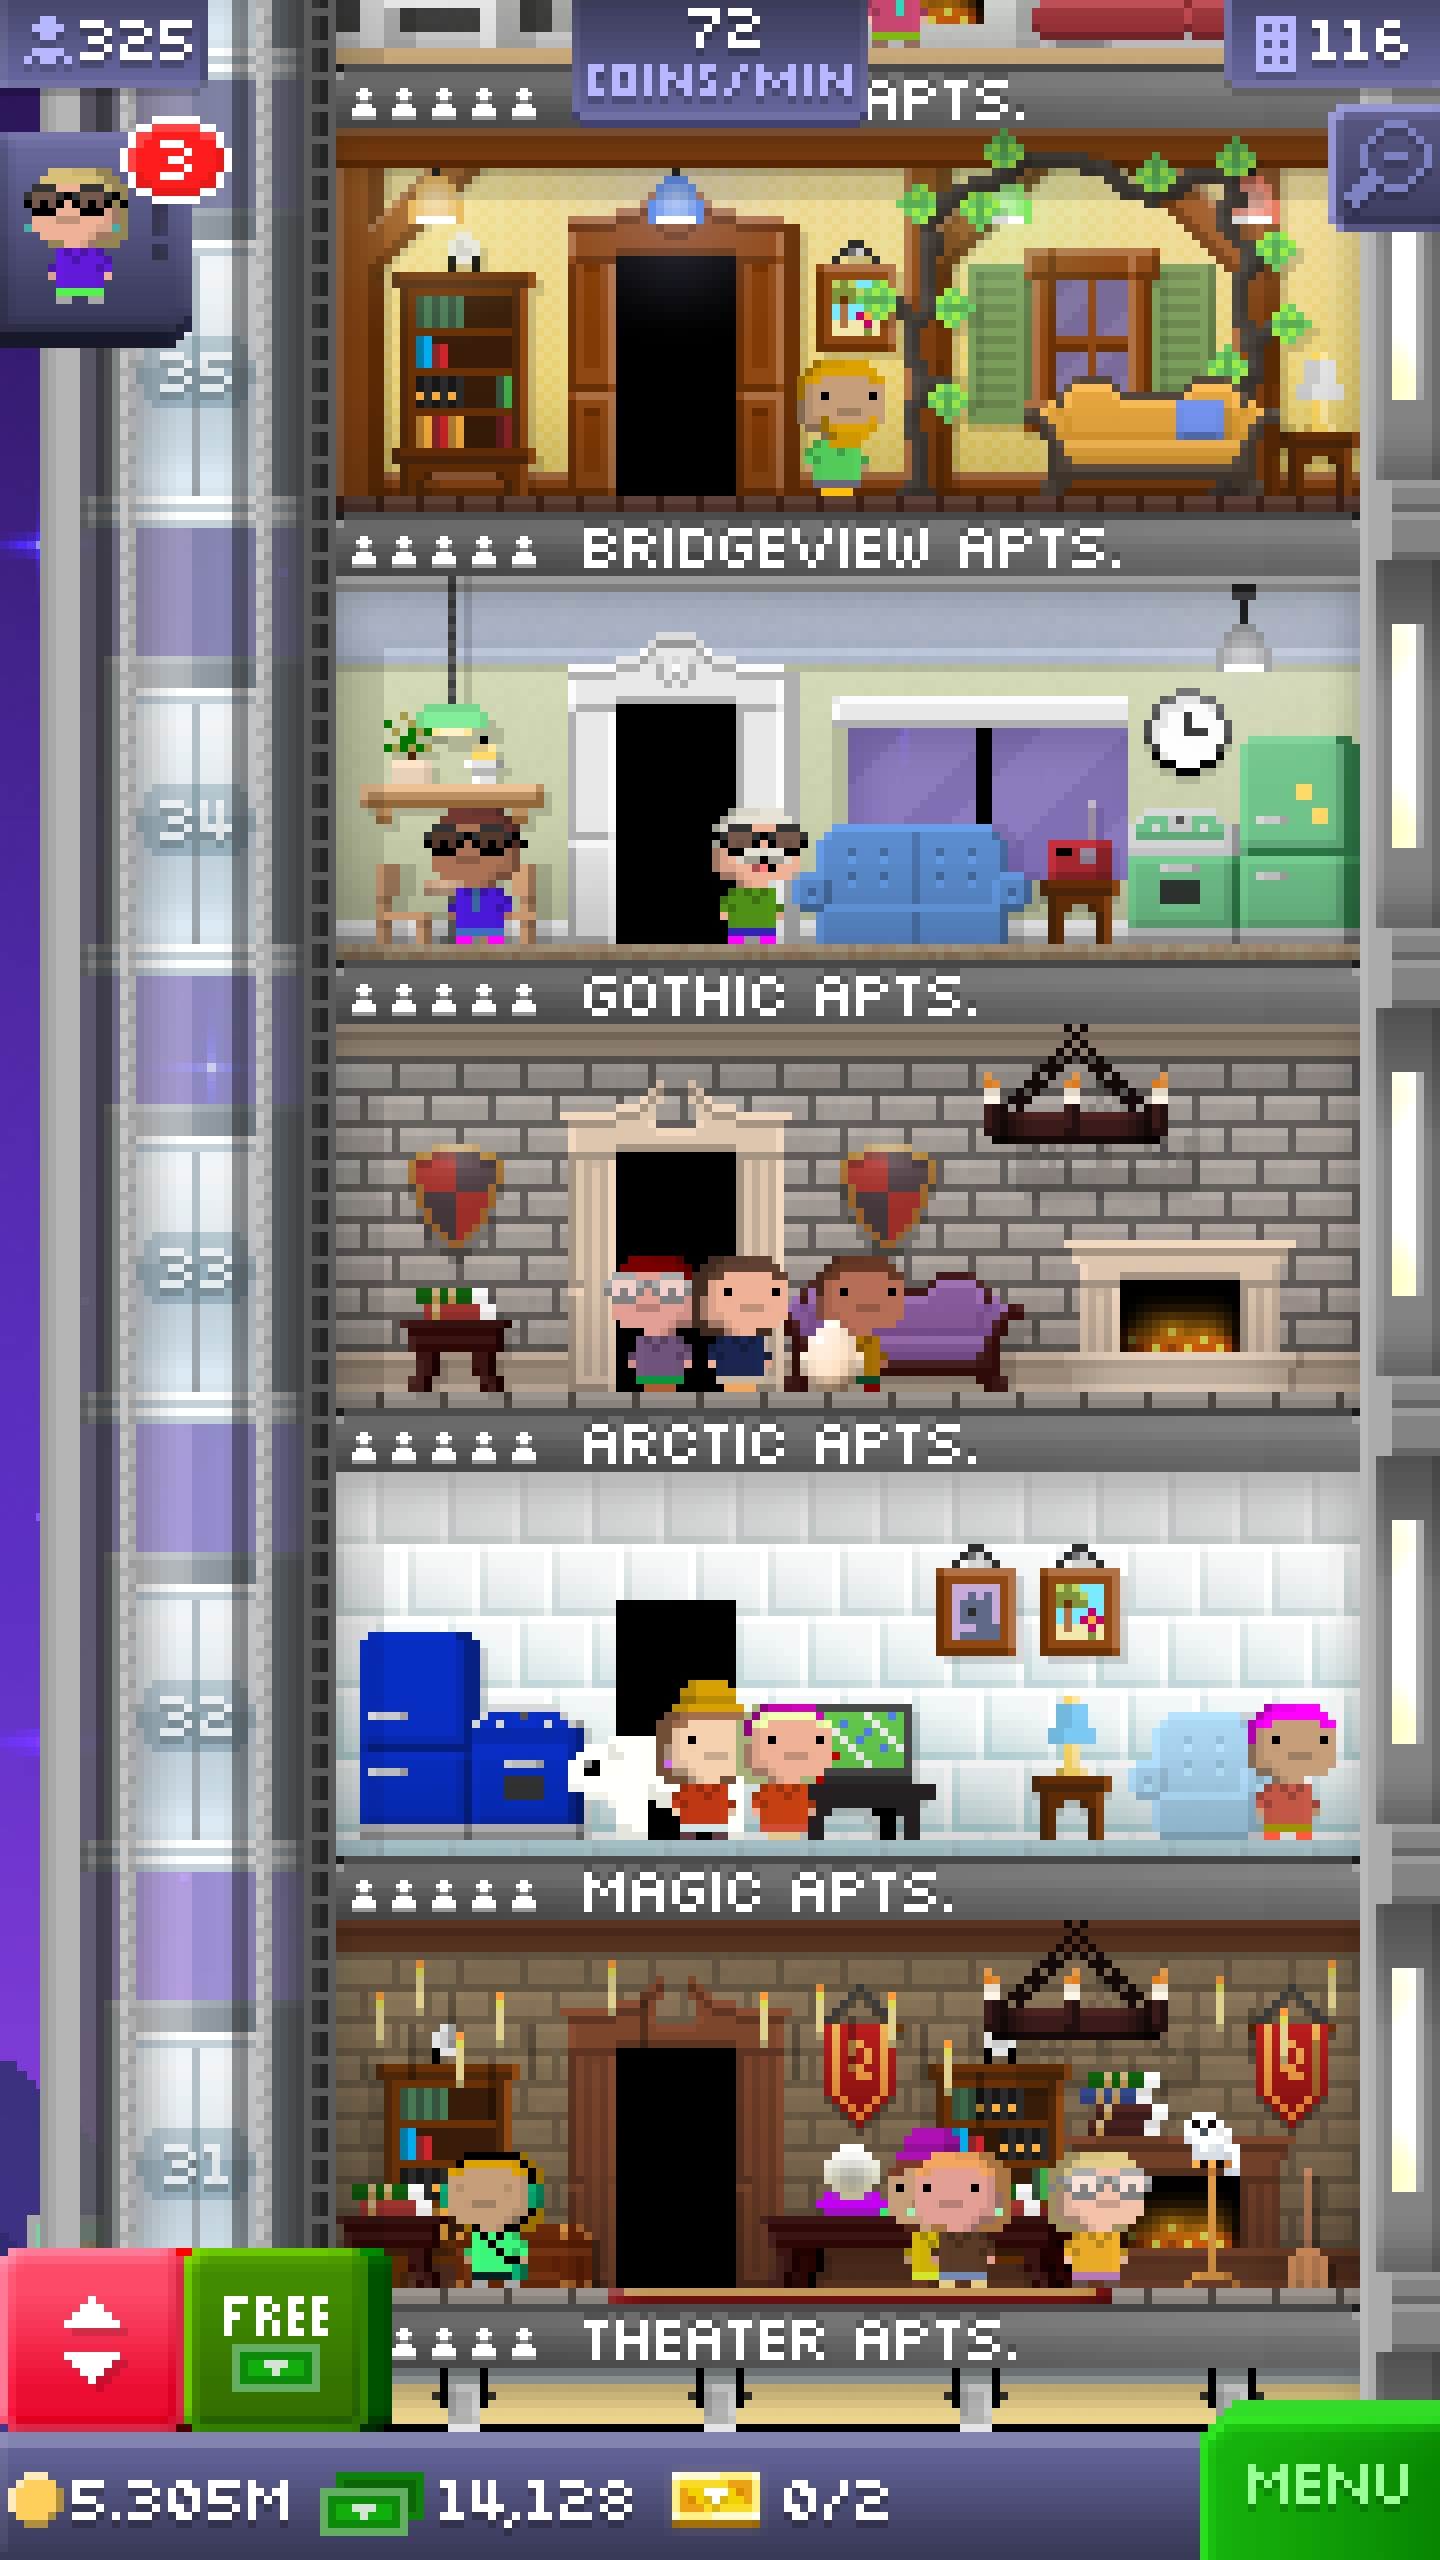 325
72
COINS/MIN
116
APTS.
3
35
BRIDGEVIEW APTS.
34
GOTHIC APTS.
33
ARCTIC APTS.
32
MAGIC APTS.
31
THEATER APTS.
FREE
5.305M
14,128
0/2
MENU